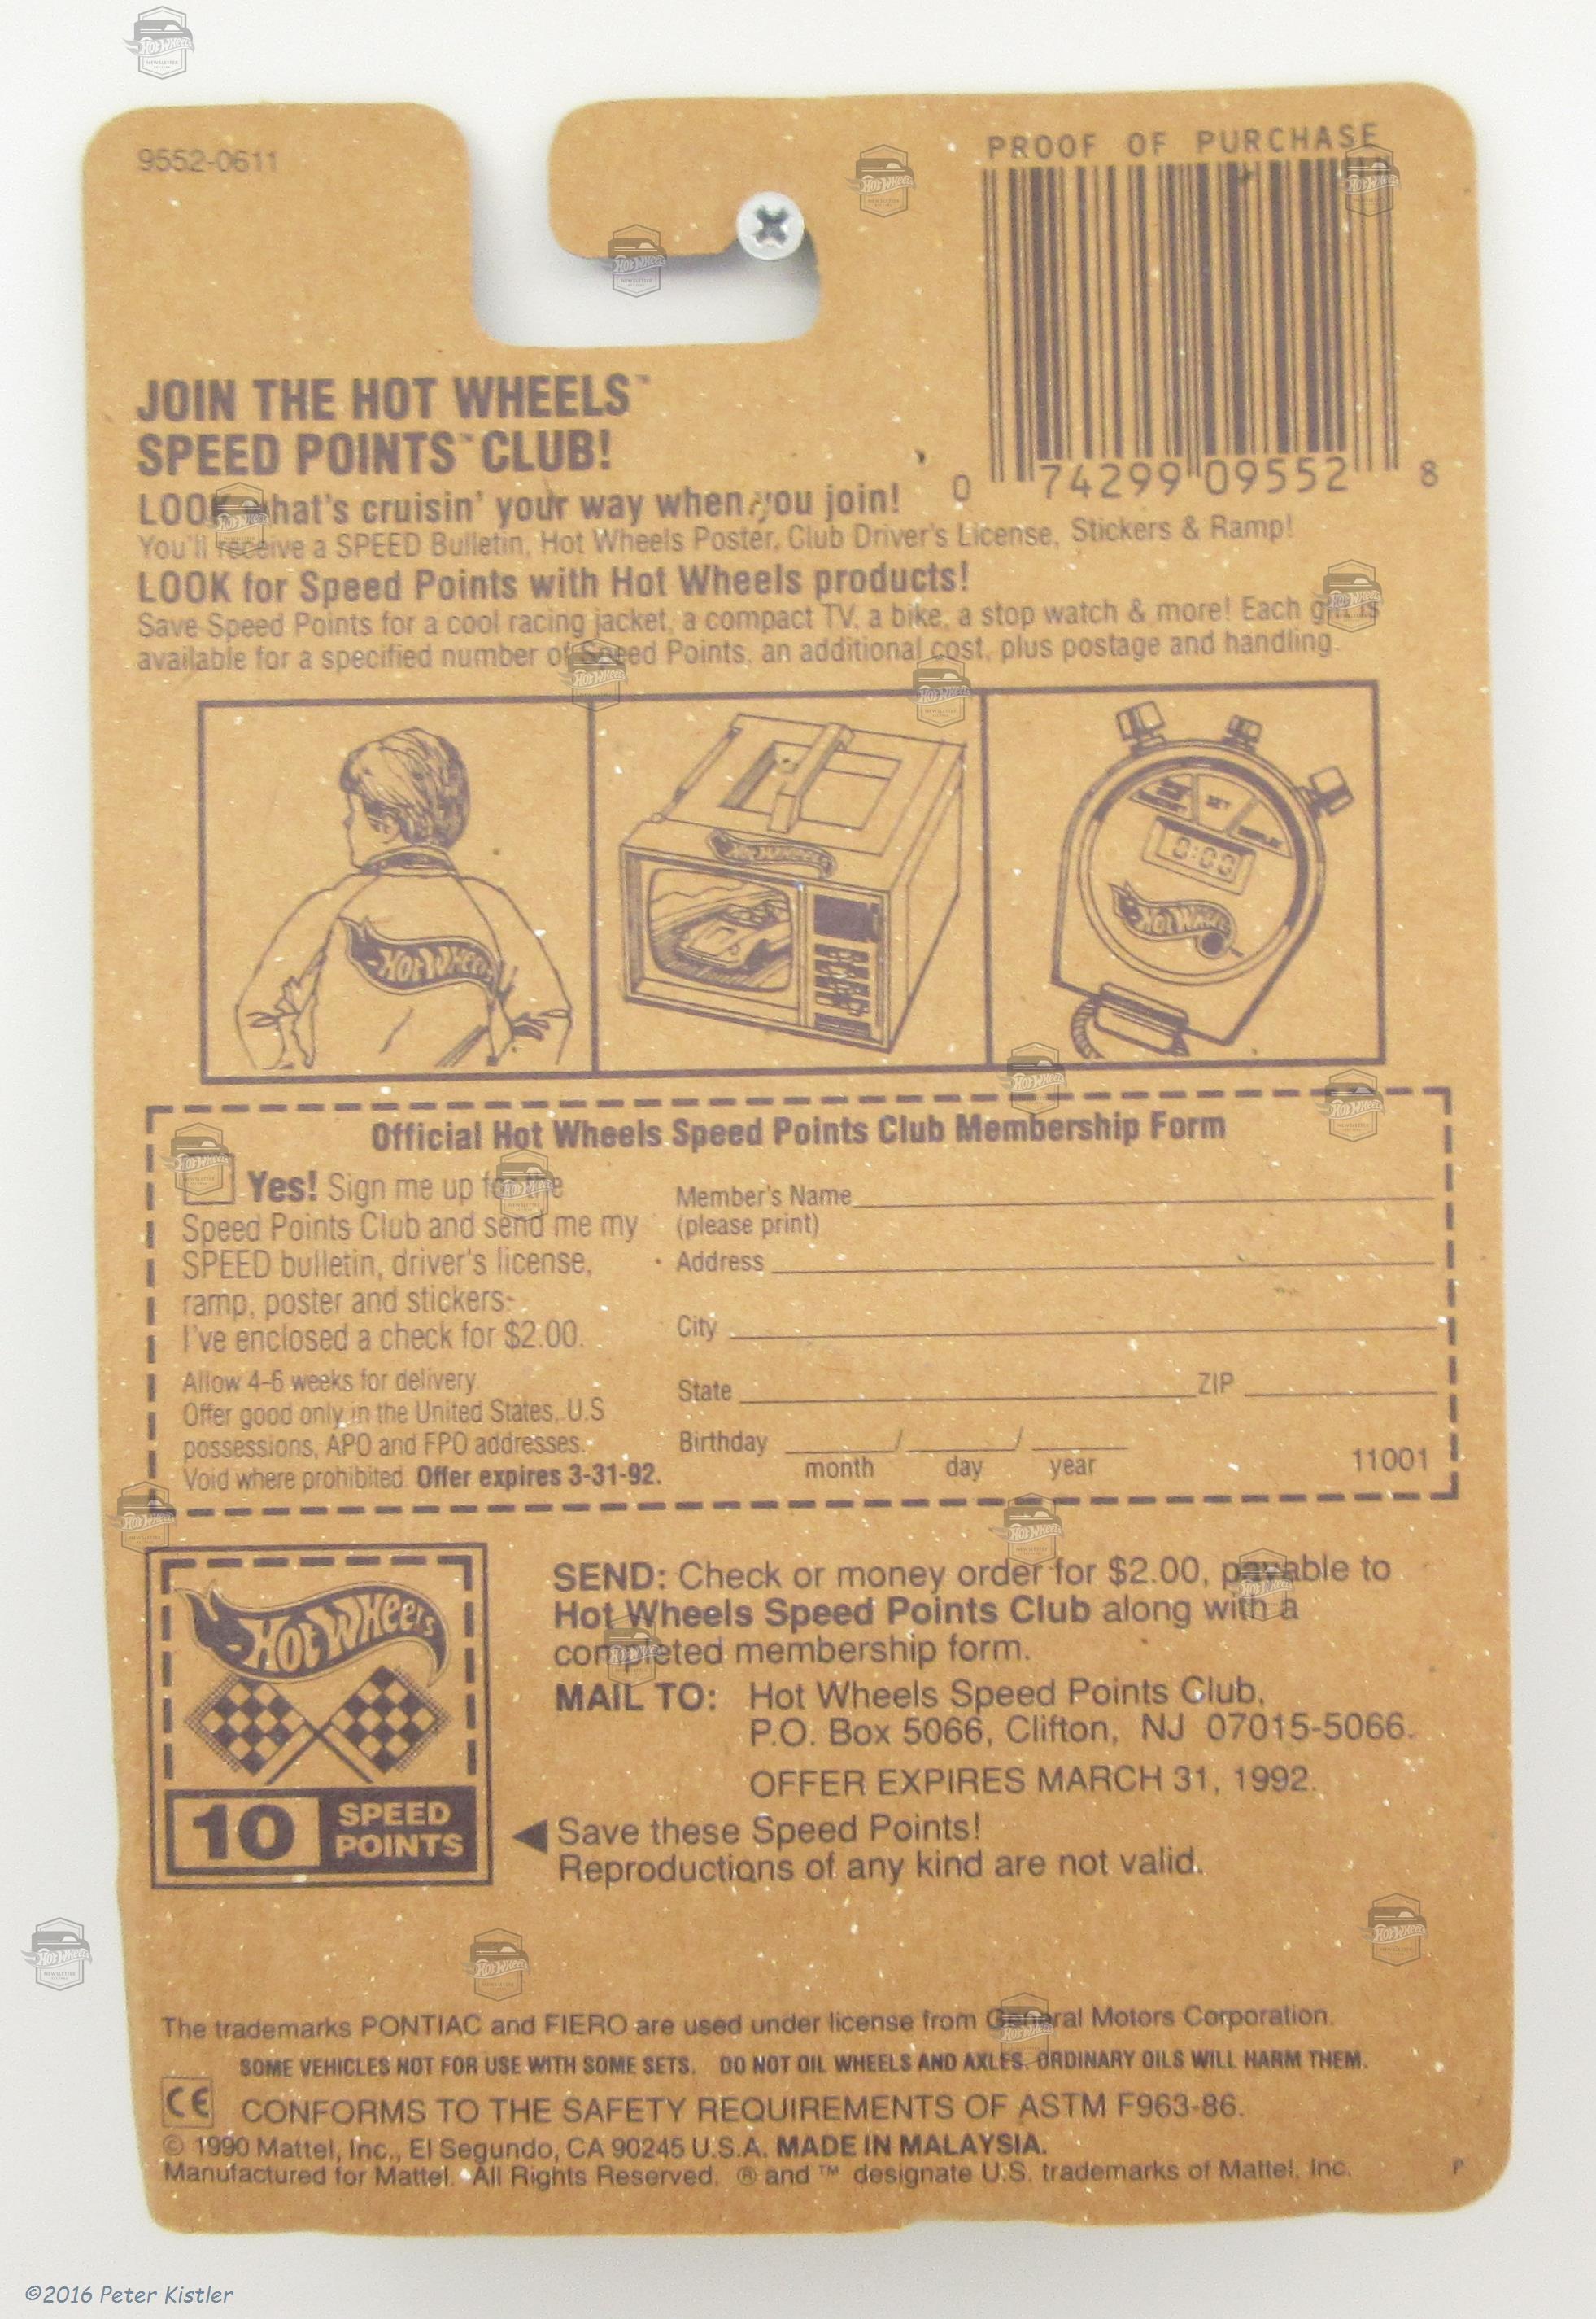 9552-0611
PROOF OF PURCHASE
0 74299 09552 8
JOIN THE HOT WHEELS™
SPEED POINTS™ CLUB!
LOOK what's cruisin' your way when you join!
You'll receive a SPEED Bulletin, Hot Wheels Poster, Club Driver's License, Stickers & Ramp!
LOOK for Speed Points with Hot Wheels products!
Save Speed Points for a cool racing jacket, a compact TV, a bike, a stop watch & more! Each gift is
available for a specified number of Speed Points, an additional cost, plus postage and handling.
HOT WHEELS
HOT WHEELS
SET
0:00
HOT WHEELS
Official Hot Wheels Speed Points Club Membership Form
Yes! Sign me up for the
Speed Points Club and send me my
SPEED bulletin, driver's license,
ramp, poster and stickers-
I've enclosed a check for $2.00.
Allow 4-6 weeks for delivery.
Offer good only in the United States, U.S
possessions, APO and FPO addresses.
Void where prohibited. Offer expires 3-31-92.
Member's Name
(please print)
Address
City
State ZIP
Birthday / /
month day year
11001
HOT WHEELS
10 SPEED
POINTS
SEND: Check or money order for $2.00, payable to
Hot Wheels Speed Points Club along with a
completed membership form.
MAIL TO: Hot Wheels Speed Points Club,
P.O. Box 5066, Clifton, NJ 07015-5066.
OFFER EXPIRES MARCH 31, 1992.
◀ Save these Speed Points!
Reproductions of any kind are not valid.
The trademarks PONTIAC and FIERO are used under license from General Motors Corporation.
SOME VEHICLES NOT FOR USE WITH SOME SETS. DO NOT OIL WHEELS AND AXLES. ORDINARY OILS WILL HARM THEM.
CE CONFORMS TO THE SAFETY REQUIREMENTS OF ASTM F963-86.
© 1990 Mattel, Inc., El Segundo, CA 90245 U.S.A. MADE IN MALAYSIA.
Manufactured for Mattel. All Rights Reserved. ® and ™ designate U.S. trademarks of Mattel, Inc. P
©2016 Peter Kistler